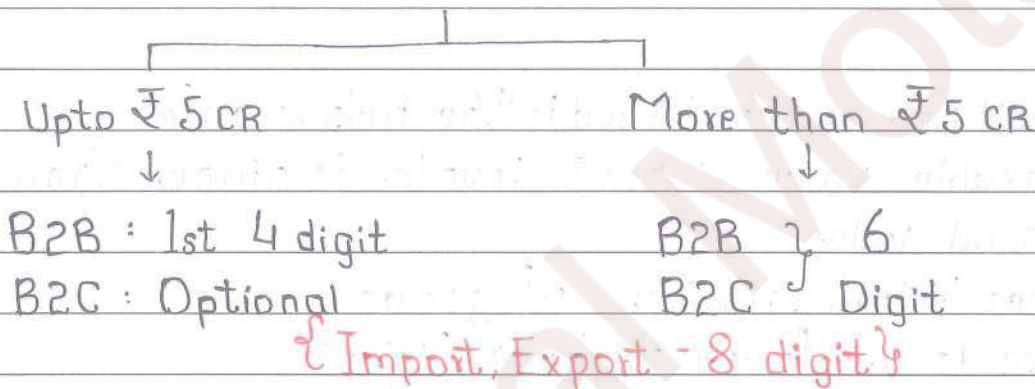 Upto ₹ 5 CR More than ₹ 5 CR
↓ ↓
B2B : 1st 4 digit B2B } 6
B2C : Optional B2C Digit
{Import, Export - 8 digit}